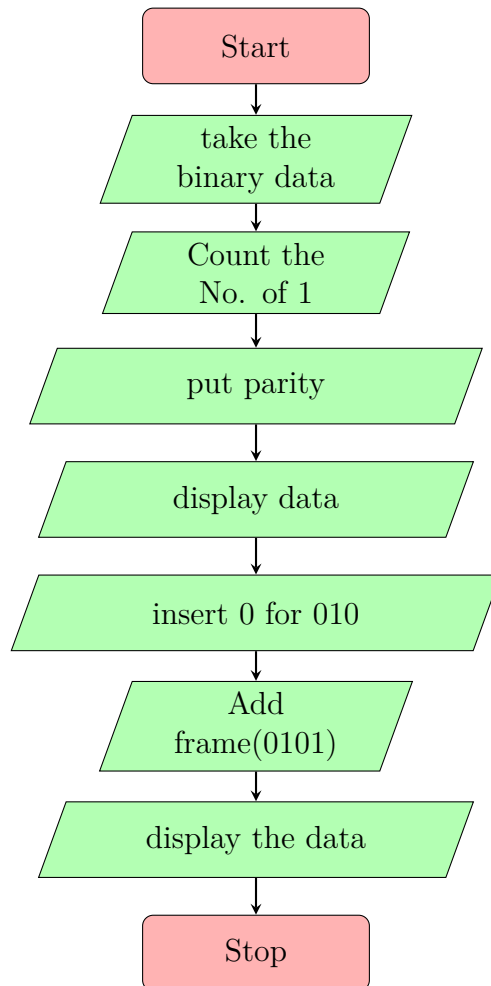 Start
take the
binary data
Count the
No. of 1
put parity
display data
insert 0 for 010
Add
frame(0101)
display the data
Stop